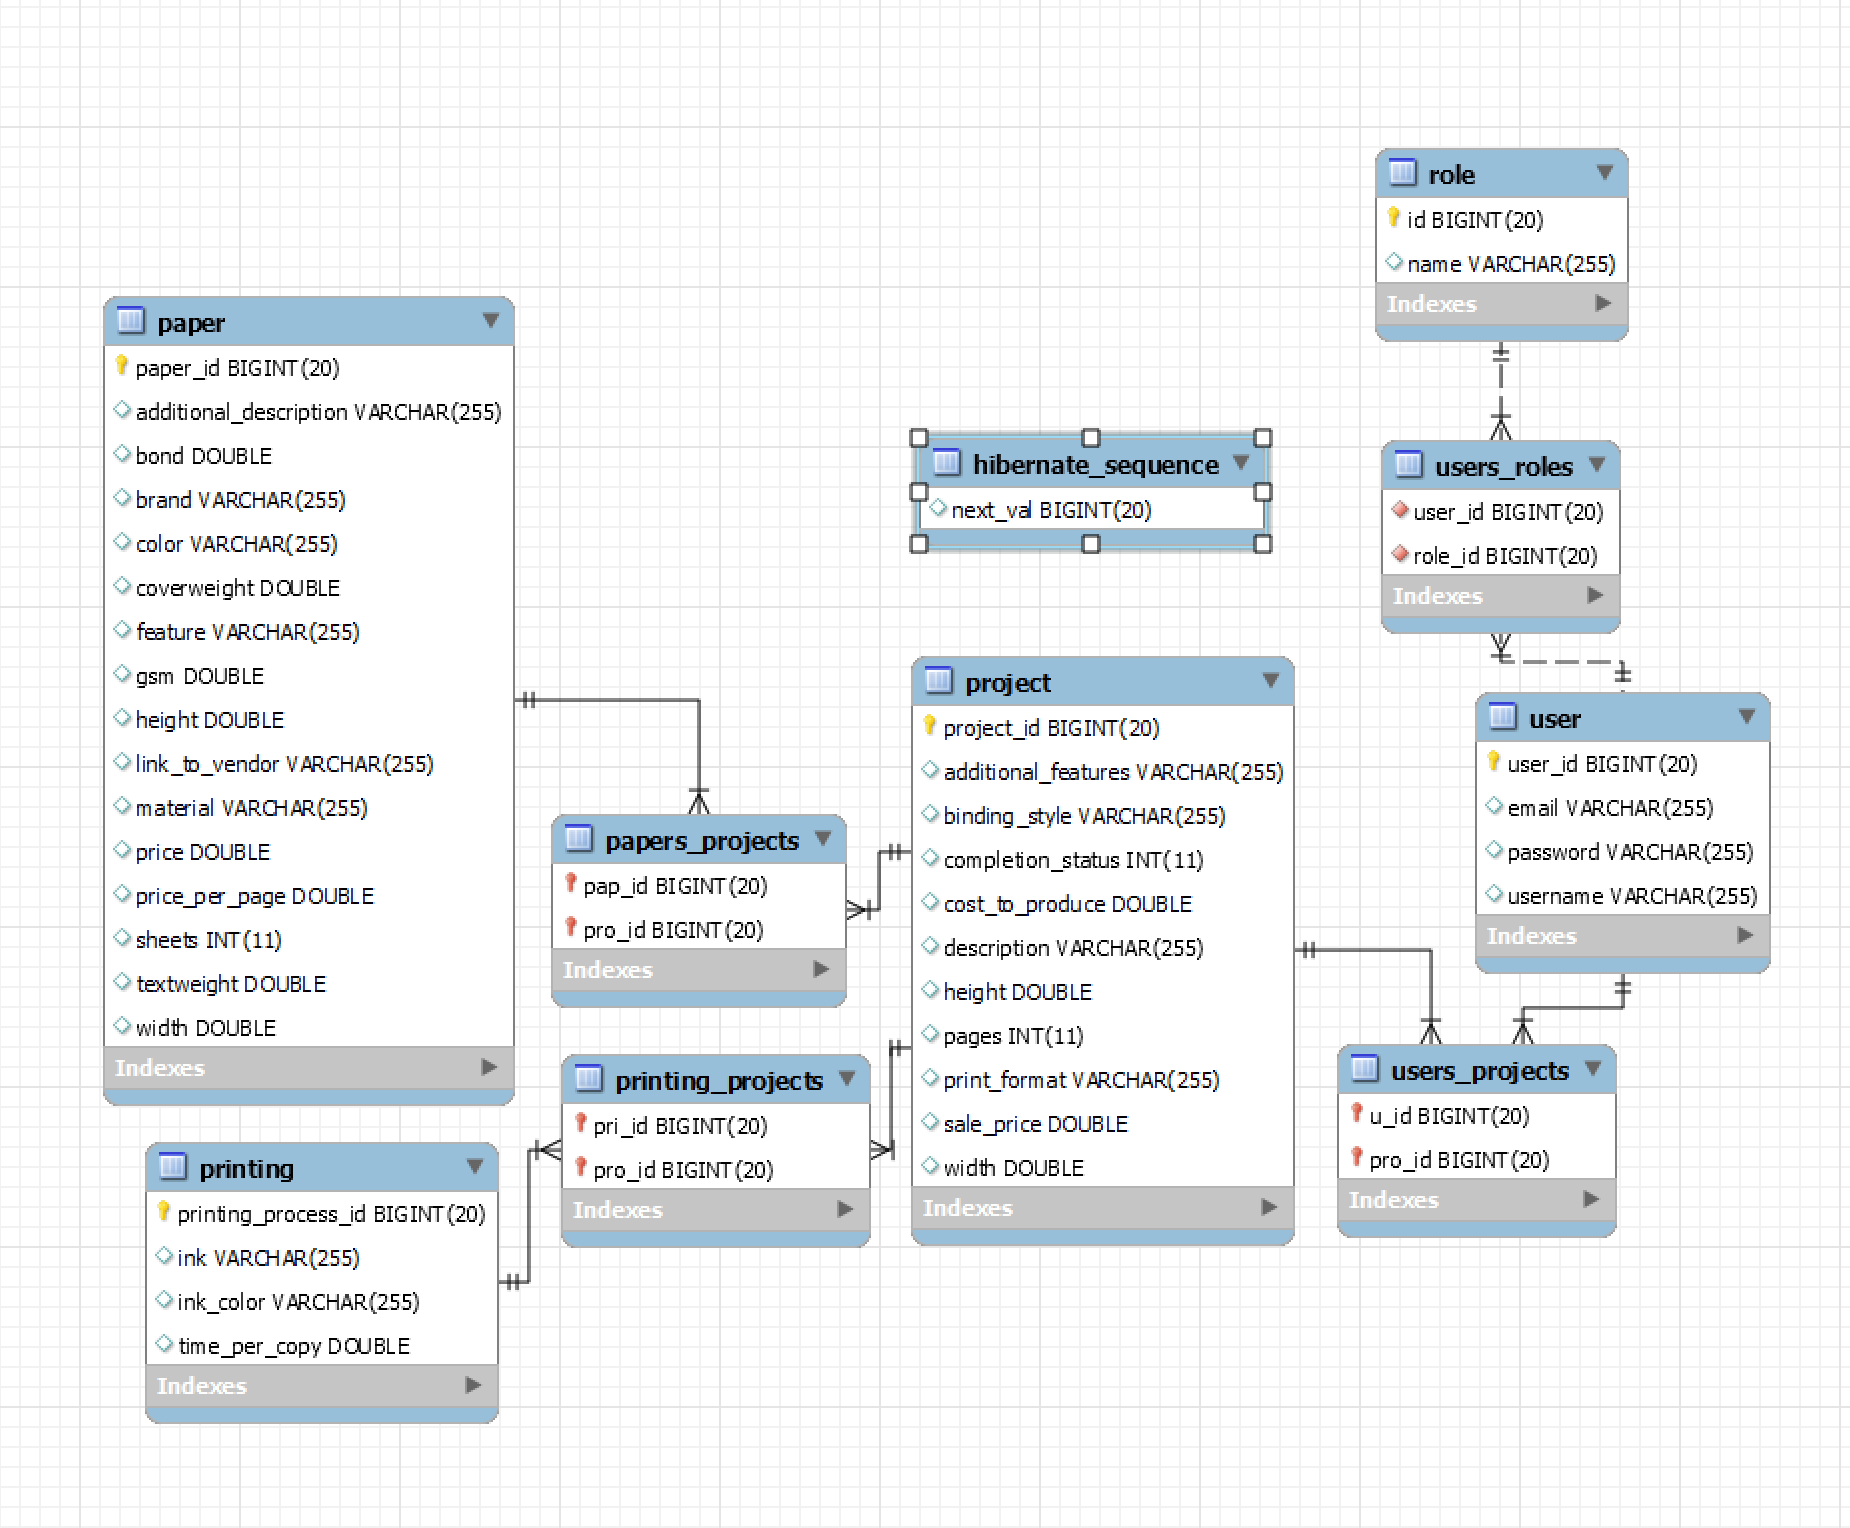 role
id BIGINT(20)
name VARCHAR(255)
Indexes
paper
paper_id BIGINT(20)
additional_description VARCHAR(255)
bond DOUBLE
brand VARCHAR(255)
color VARCHAR(255)
coverweight DOUBLE
feature VARCHAR(255)
gsm DOUBLE
height DOUBLE
link_to_vendor VARCHAR(255)
material VARCHAR(255)
price DOUBLE
price_per_page DOUBLE
sheets INT(11)
textweight DOUBLE
width DOUBLE
Indexes
hibernate_sequence
next_val BIGINT(20)
users_roles
user_id BIGINT(20)
role_id BIGINT(20)
Indexes
project
project_id BIGINT(20)
additional_features VARCHAR(255)
binding_style VARCHAR(255)
completion_status INT(11)
cost_to_produce DOUBLE
description VARCHAR(255)
height DOUBLE
pages INT(11)
print_format VARCHAR(255)
sale_price DOUBLE
width DOUBLE
Indexes
user
user_id BIGINT(20)
email VARCHAR(255)
password VARCHAR(255)
username VARCHAR(255)
Indexes
papers_projects
pap_id BIGINT(20)
pro_id BIGINT(20)
Indexes
printing_projects
pri_id BIGINT(20)
pro_id BIGINT(20)
Indexes
users_projects
u_id BIGINT(20)
pro_id BIGINT(20)
Indexes
printing
printing_process_id BIGINT(20)
ink VARCHAR(255)
ink_color VARCHAR(255)
time_per_copy DOUBLE
Indexes